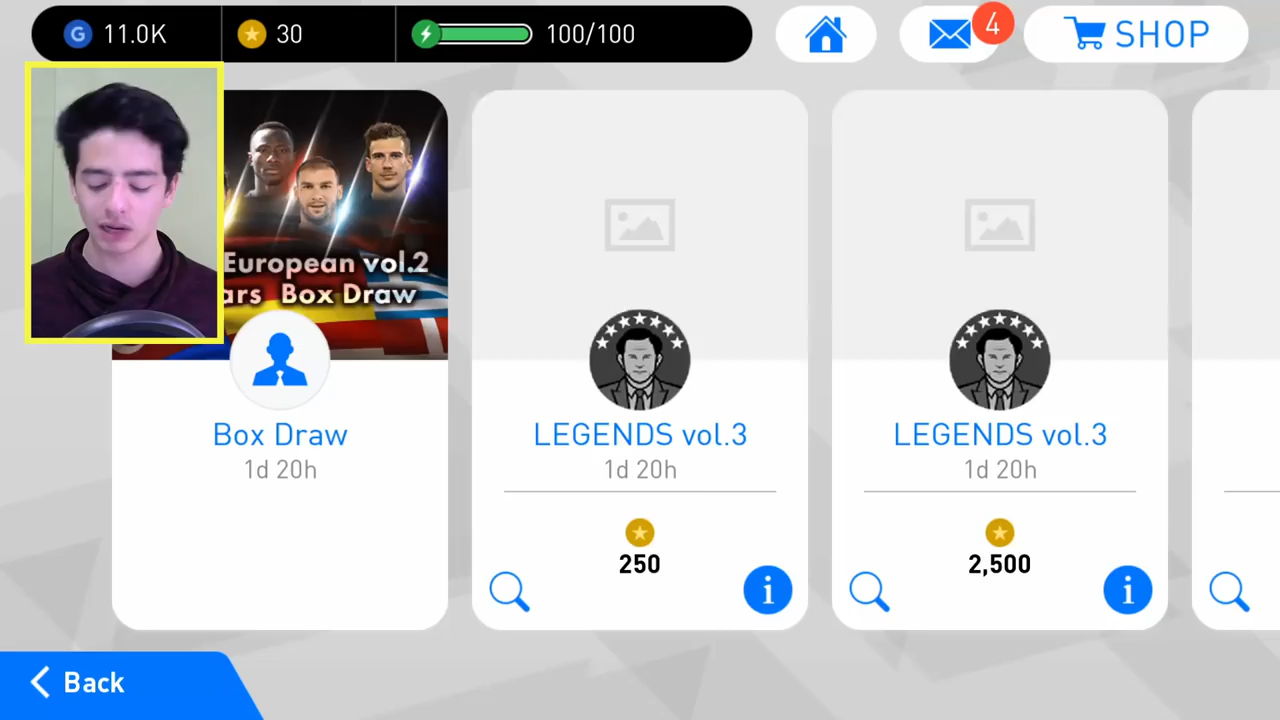 G 11.0K
30
100/100
4
SHOP
European vol.2
ars Box Draw
Box Draw
1d 20h
LEGENDS vol.3
1d 20h
250
i
LEGENDS vol.3
1d 20h
2,500
i
Back